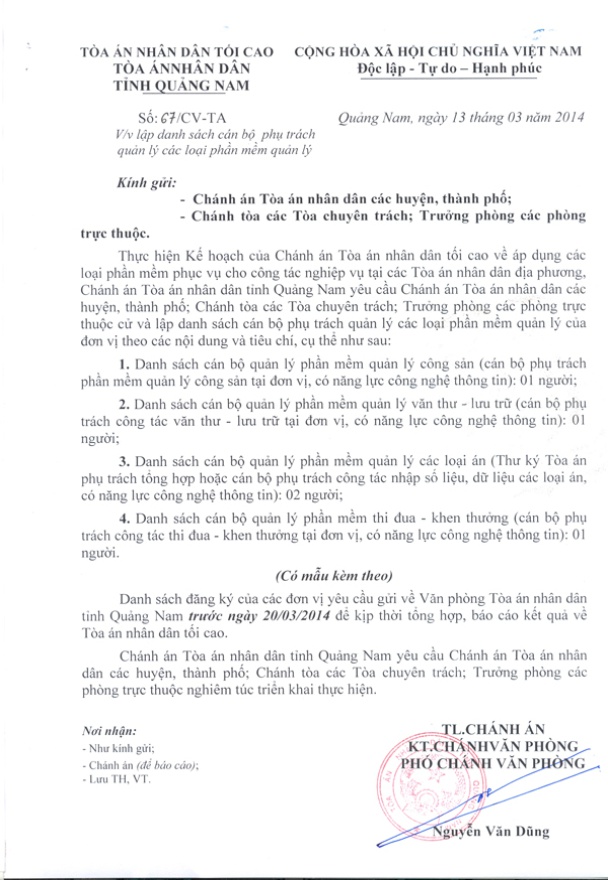 TÒA ÁN NHÂN DÂN TỐI CAO
TÒA ÁNNHÂN DÂN
TỈNH QUẢNG NAM
CỘNG HÒA XÃ HỘI CHỦ NGHĨA VIỆT NAM
Độc lập - Tự do – Hạnh phúc
Số: 67/CV-TA
V/v lập danh sách cán bộ phụ trách
quản lý các loại phần mềm quản lý
Quảng Nam, ngày 13 tháng 03 năm 2014
Kính gửi:
- Chánh án Tòa án nhân dân các huyện, thành phố;
- Chánh tòa các Tòa chuyên trách; Trưởng phòng các phòng
trực thuộc.
Thực hiện Kế hoạch của Chánh án Tòa án nhân dân tối cao về áp dụng các
loại phần mềm phục vụ cho công tác nghiệp vụ tại các Tòa án nhân dân địa phương,
Chánh án Tòa án nhân dân tỉnh Quảng Nam yêu cầu Chánh án Tòa án nhân dân các
huyện, thành phố; Chánh tòa các Tòa chuyên trách; Trưởng phòng các phòng trực
thuộc cử và lập danh sách cán bộ phụ trách quản lý các loại phần mềm quản lý của
đơn vị theo các nội dung và tiêu chí, cụ thể như sau:
1. Danh sách cán bộ quản lý phần mềm quản lý công sản (cán bộ phụ trách
phần mềm quản lý công sản tại đơn vị, có năng lực công nghệ thông tin): 01 người;
2. Danh sách cán bộ quản lý phần mềm quản lý văn thư - lưu trữ (cán bộ phụ
trách công tác văn thư - lưu trữ tại đơn vị, có năng lực công nghệ thông tin): 01
người;
3. Danh sách cán bộ quản lý phần mềm quản lý các loại án (Thư ký Tòa án
phụ trách tổng hợp hoặc cán bộ phụ trách công tác nhập số liệu, dữ liệu các loại án,
có năng lực công nghệ thông tin): 02 người;
4. Danh sách cán bộ quản lý phần mềm thi đua - khen thưởng (cán bộ phụ
trách công tác thi đua - khen thưởng tại đơn vị, có năng lực công nghệ thông tin): 01
người.
(Có mẫu kèm theo)
Danh sách đăng ký của các đơn vị yêu cầu gửi về Văn phòng Tòa án nhân dân
tỉnh Quảng Nam trước ngày 20/03/2014 để kịp thời tổng hợp, báo cáo kết quả về
Tòa án nhân dân tối cao.
Chánh án Tòa án nhân dân tỉnh Quảng Nam yêu cầu Chánh án Tòa án nhân
dân các huyện, thành phố; Chánh tòa các Tòa chuyên trách; Trưởng phòng các
phòng trực thuộc nghiêm túc triển khai thực hiện.
Nơi nhận:
- Như kính gửi;
- Chánh án (để báo cáo);
- Lưu TH, VT.
TL.CHÁNH ÁN
KT.CHÁNHVĂN PHÒNG
PHÓ CHÁNH VĂN PHÒNG
Nguyễn Văn Dũng